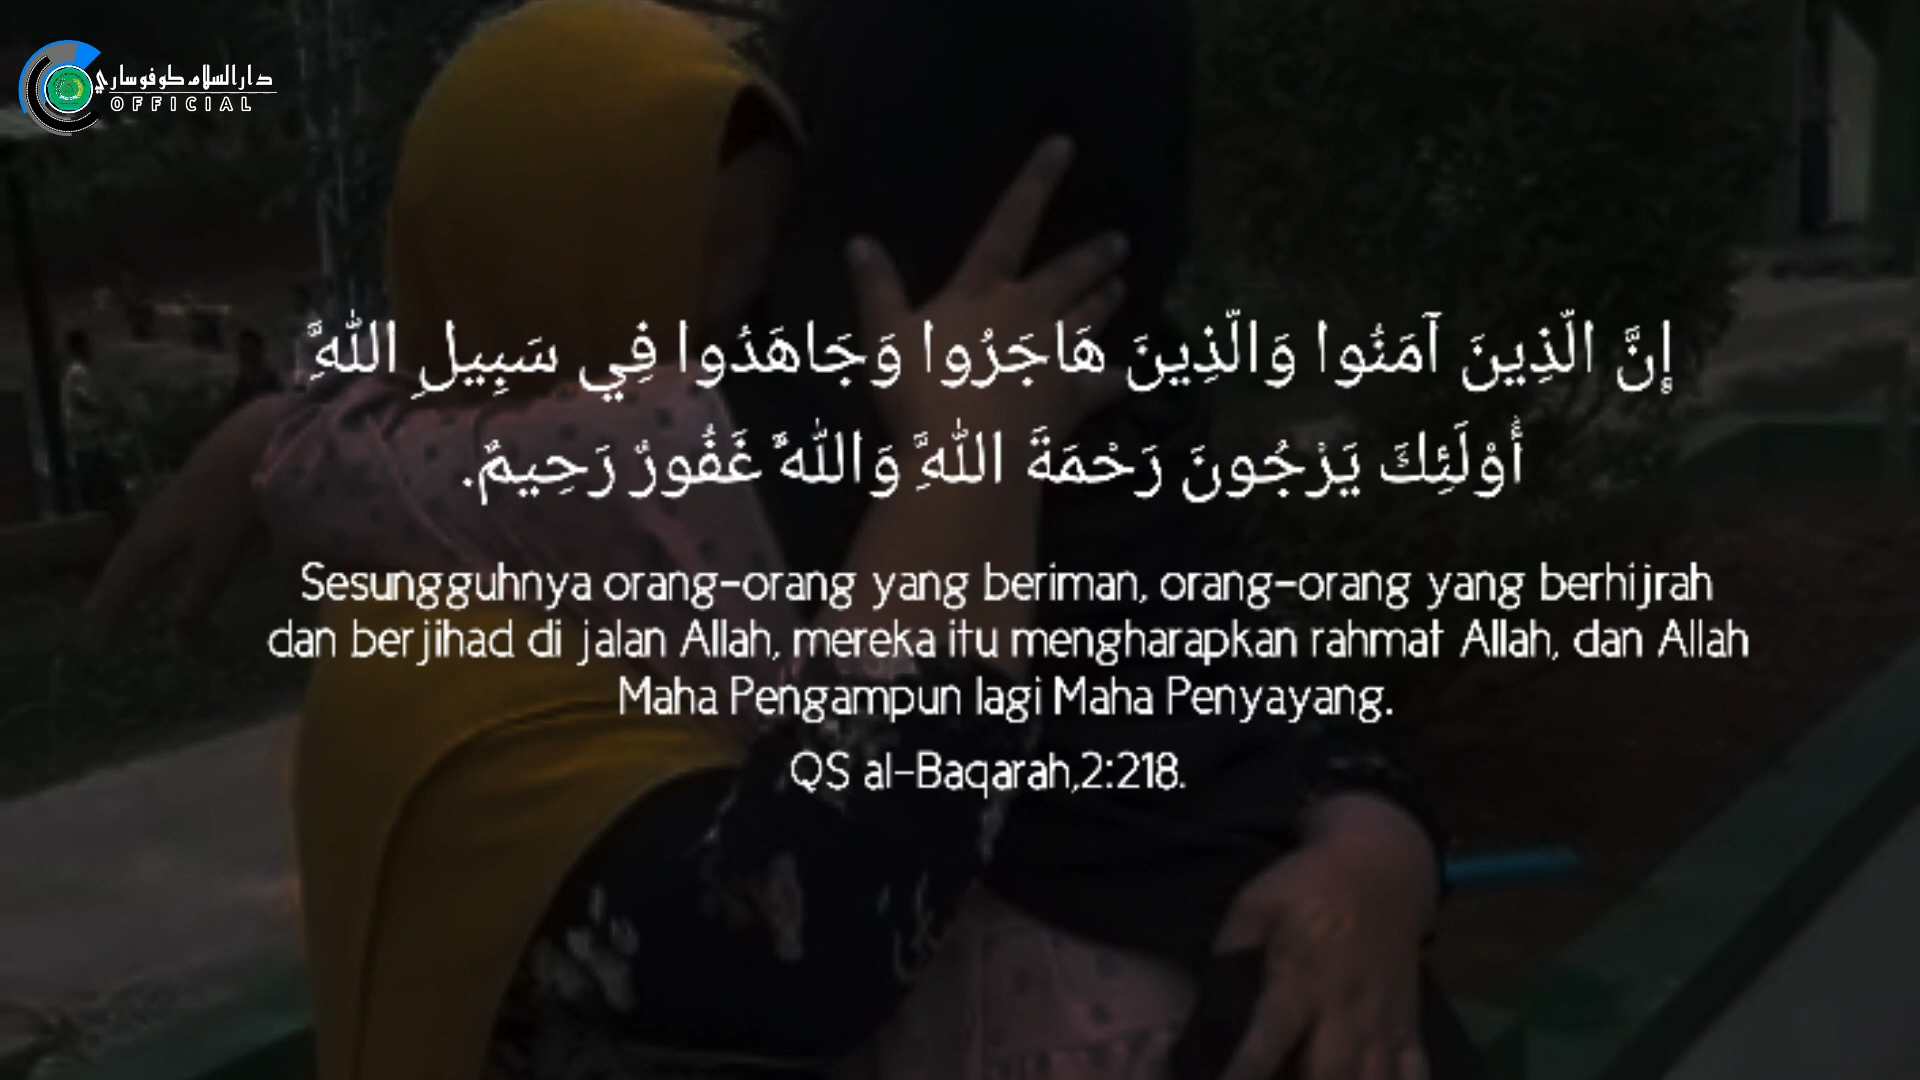 دار السلام كوفوساري
OFFICIAL
إِنَّ الَّذِينَ آمَنُوا وَالَّذِينَ هَاجَرُوا وَجَاهَدُوا فِي سَبِيلِ اللَّهِ
أُوْلَئِكَ يَرْجُونَ رَحْمَةَ اللَّهِ وَاللَّهُ غَفُورٌ رَحِيمٌ.
Sesungguhnya orang-orang yang beriman, orang-orang yang berhijrah
dan berjihad di jalan Allah, mereka itu mengharapkan rahmat Allah, dan Allah
Maha Pengampun lagi Maha Penyayang.
QS al-Baqarah,2:218.